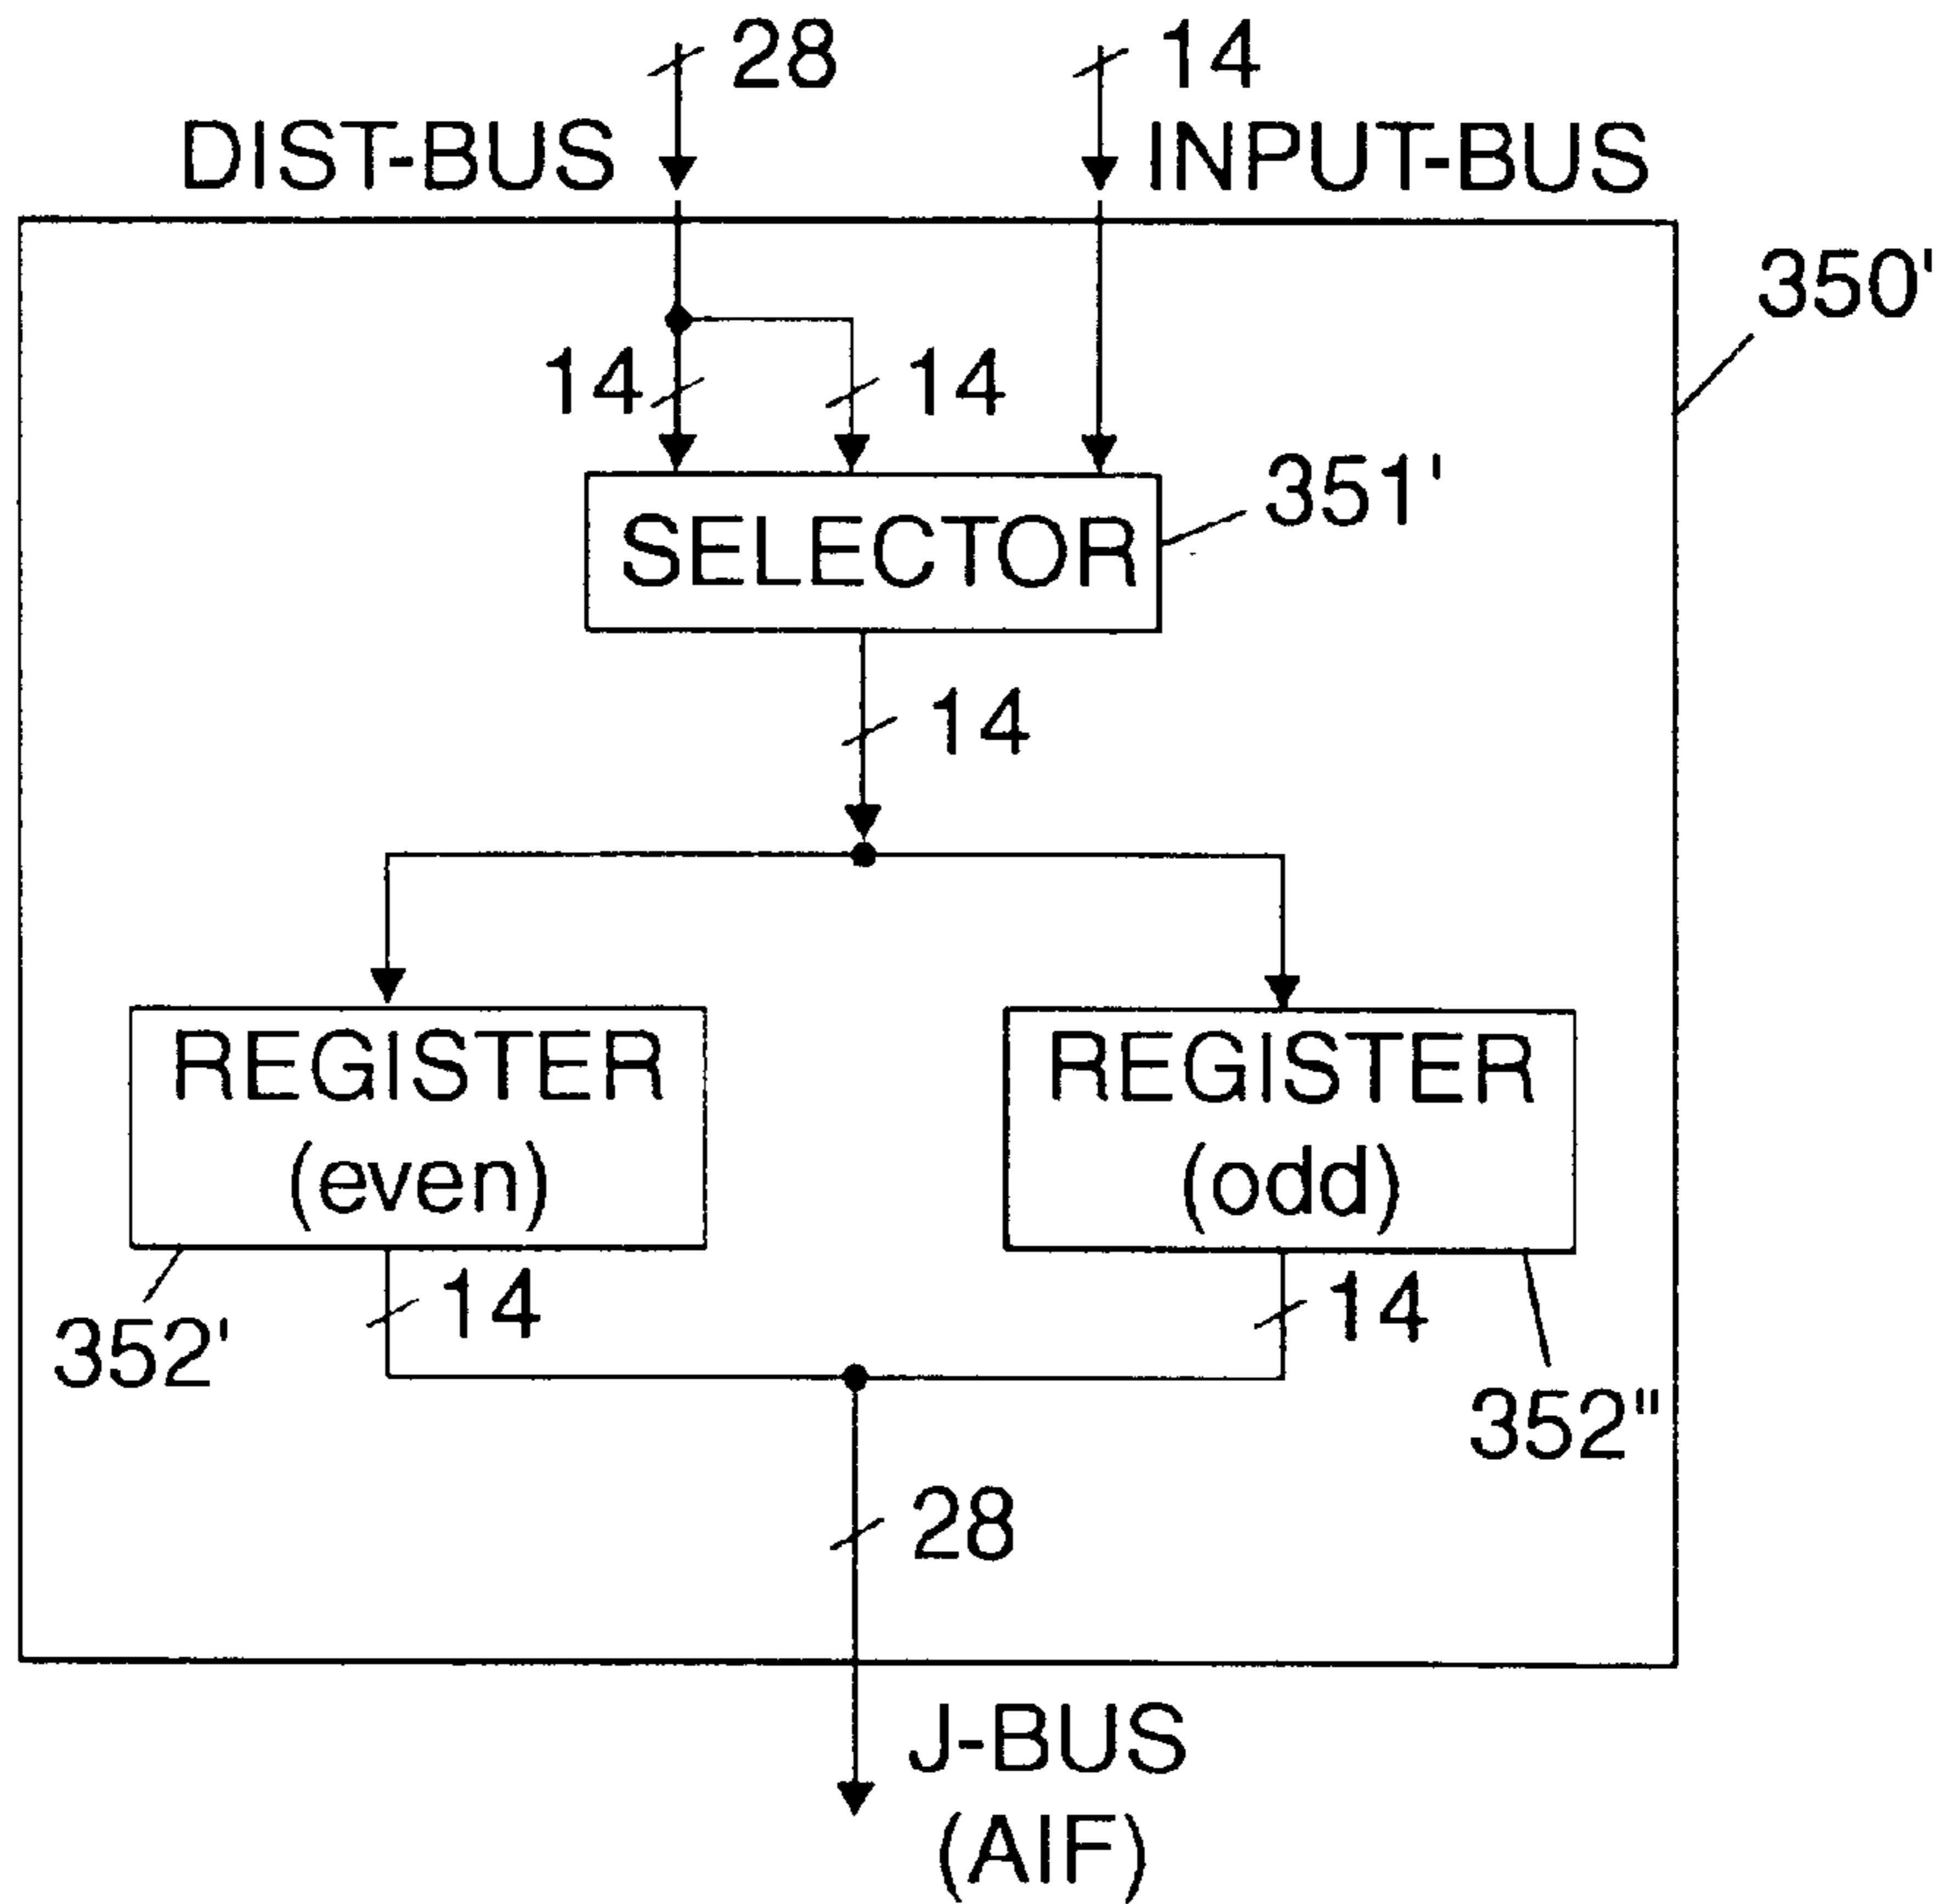 28
14
DIST-BUS
INPUT-BUS
350'
14
14
351'
SELECTOR
14
REGISTER
(even)
REGISTER
(odd)
14
14
352'
352"
28
J-BUS
(AIF)